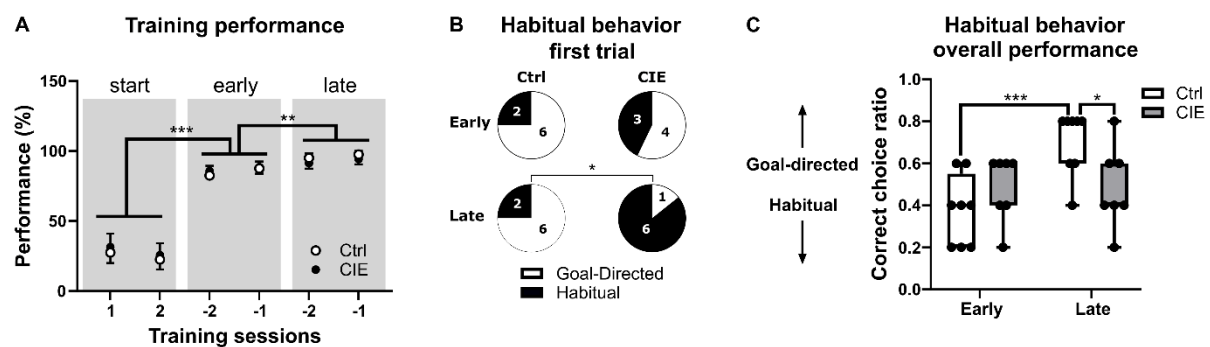 A
Training performance
Performance (%)
150
100
50
0
start
early
late
***
**
Ctrl
CIE
1
2
-2
-1
-2
-1
Training sessions
B
Habitual behavior
first trial
Ctrl
CIE
Early
2
6
3
4
*
Late
2
6
1
6
Goal-Directed
Habitual
C
Habitual behavior
overall performance
Goal-directed
Habitual
Correct choice ratio
1.0
0.8
0.6
0.4
0.2
0.0
***
*
Ctrl
CIE
Early
Late